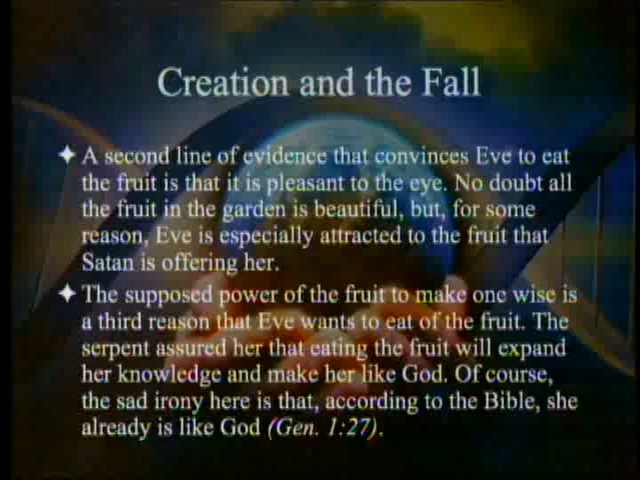 Creation and the Fall
✦ A second line of evidence that convinces Eve to eat
the fruit is that it is pleasant to the eye. No doubt all
the fruit in the garden is beautiful, but, for some
reason, Eve is especially attracted to the fruit that
Satan is offering her.
✦ The supposed power of the fruit to make one wise is
a third reason that Eve wants to eat of the fruit. The
serpent assured her that eating the fruit will expand
her knowledge and make her like God. Of course,
the sad irony here is that, according to the Bible, she
already is like God (Gen. 1:27).